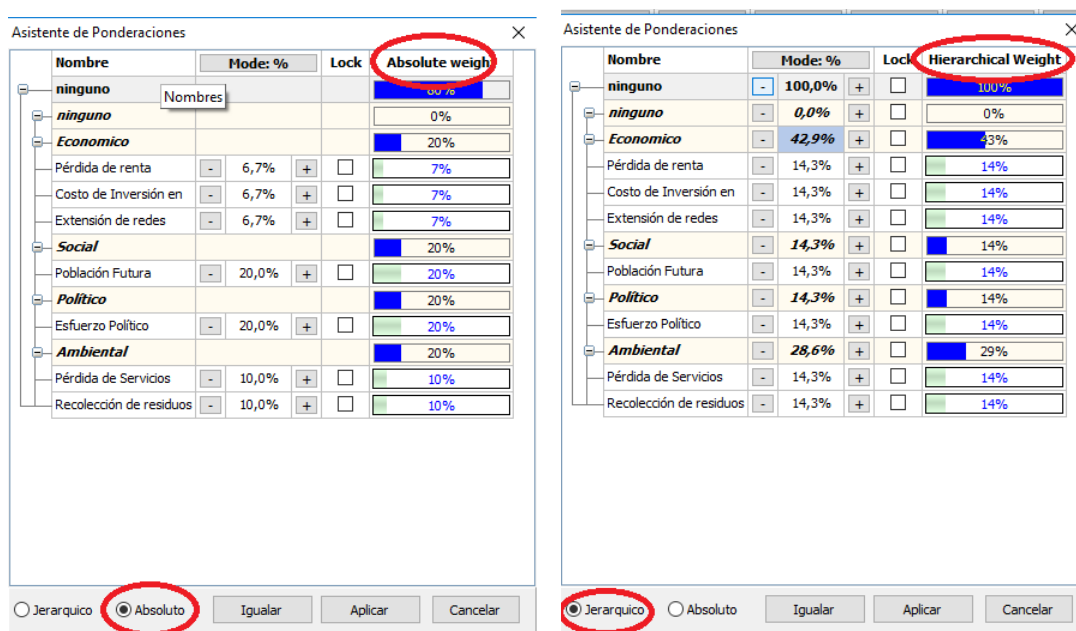 Asistente de Ponderaciones
Nombre Mode: % Lock Absolute weigh
ninguno 80%
Nombres
ninguno 0%
Economico 20%
Pérdida de renta - 6,7% + 7%
Costo de Inversión en - 6,7% + 7%
Extensión de redes - 6,7% + 7%
Social 20%
Población Futura - 20,0% + 20%
Político 20%
Esfuerzo Político - 20,0% + 20%
Ambiental 20%
Pérdida de Servicios - 10,0% + 10%
Recolección de residuos - 10,0% + 10%
Jerarquico Absoluto Igualar Aplicar Cancelar
Asistente de Ponderaciones
Nombre Mode: % Lock Hierarchical Weight
ninguno - 100,0% + 100%
ninguno - 0,0% + 0%
Economico - 42,9% + 43%
Pérdida de renta - 14,3% + 14%
Costo de Inversión en - 14,3% + 14%
Extensión de redes - 14,3% + 14%
Social - 14,3% + 14%
Población Futura - 14,3% + 14%
Político - 14,3% + 14%
Esfuerzo Político - 14,3% + 14%
Ambiental - 28,6% + 29%
Pérdida de Servicios - 14,3% + 14%
Recolección de residuos - 14,3% + 14%
Jerarquico Absoluto Igualar Aplicar Cancelar